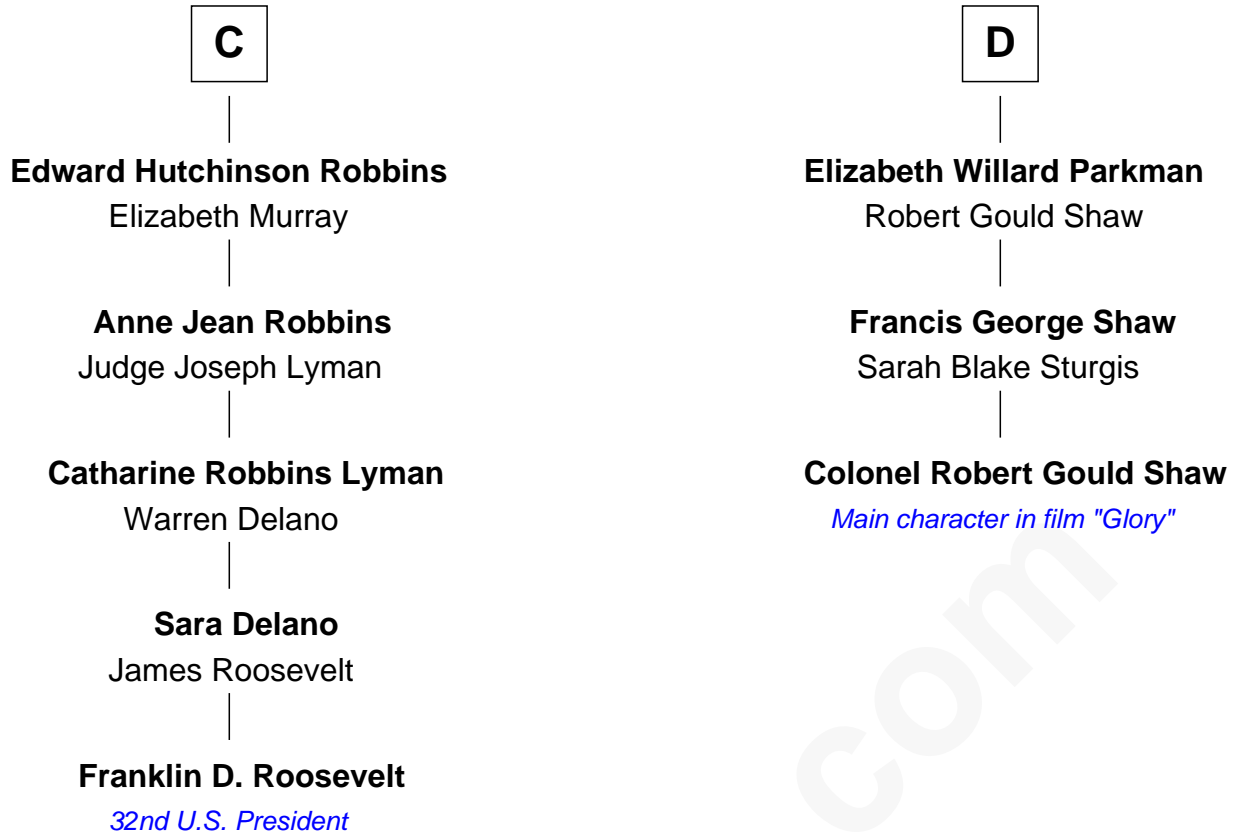 C
Edward Hutchinson Robbins
Elizabeth Murray
Anne Jean Robbins
Judge Joseph Lyman
Catharine Robbins Lyman
Warren Delano
Sara Delano
James Roosevelt
Franklin D. Roosevelt
32nd U.S. President
D
Elizabeth Willard Parkman
Robert Gould Shaw
Francis George Shaw
Sarah Blake Sturgis
Colonel Robert Gould Shaw
Main character in film "Glory"
com